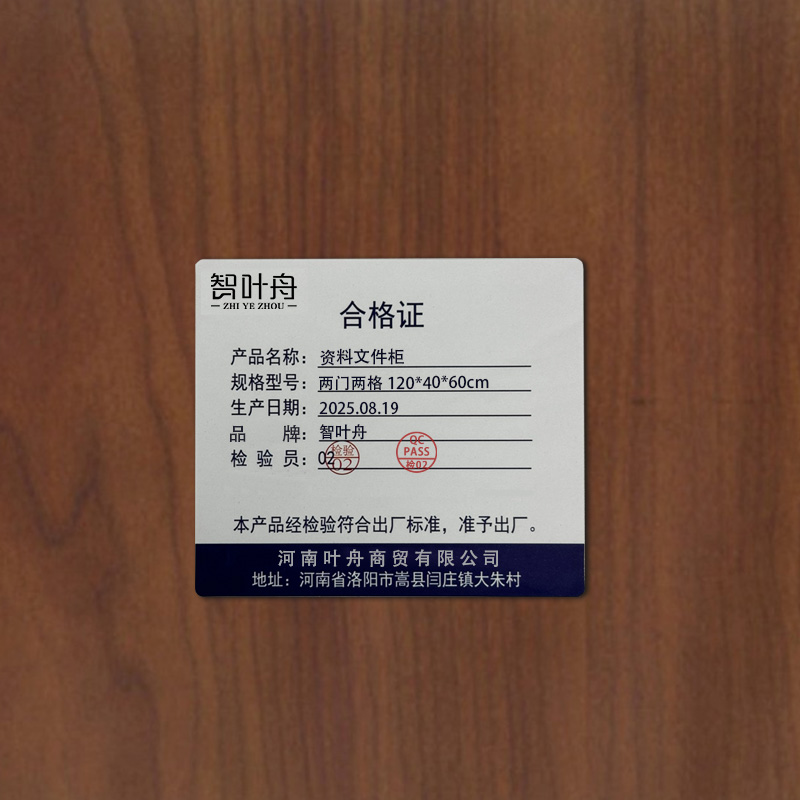 智叶舟
ZHI YE ZHOU
合格证
产品名称：资料文件柜
规格型号：两门两格 120*40*60cm
生产日期：2025.08.19
品 牌：智叶舟
检 验 员：02
检验
02
QC
PASS
检02
本产品经检验符合出厂标准，准予出厂。
河南叶舟商贸有限公司
地址：河南省洛阳市嵩县闫庄镇大朱村